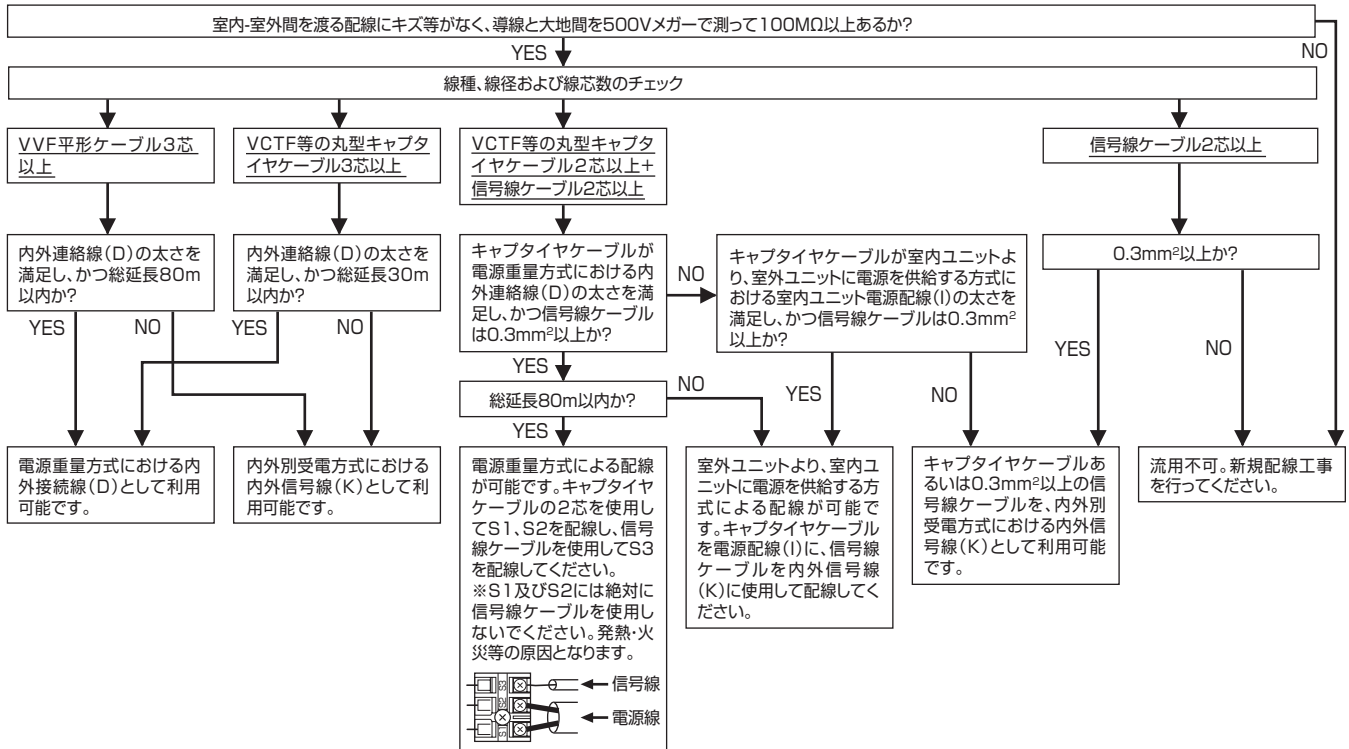 室内-室外間を渡る配線にキズ等がなく、導線と大地間を500Vメガーで測って100MΩ以上あるか?
YES
NO
線種、線径および線芯数のチェック
VVF平形ケーブル3芯
以上
VCTF等の丸型キャプタ
イヤケーブル3芯以上
VCTF等の丸型キャプタ
イヤケーブル2芯以上+
信号線ケーブル2芯以上
信号線ケーブル2芯以上
内外連絡線(D)の太さを
満足し、かつ総延長80m
以内か?
内外連絡線(D)の太さを
満足し、かつ総延長30m
以内か?
キャプタイヤケーブルが
電源重量方式における内
外連絡線(D)の太さを満
足し、かつ信号線ケーブル
は0.3mm²以上か?
NO
キャプタイヤケーブルが室内ユニットよ
り、室外ユニットに電源を供給する方式に
おける室内ユニット電源配線(I)の太さを
満足し、かつ信号線ケーブルは0.3mm²
以上か?
0.3mm²以上か?
YES
NO
YES
NO
YES
総延長80m以内か?
NO
YES
YES
NO
YES
NO
電源重量方式における内
外接続線(D)として利用
可能です。
内外別受電方式における
内外信号線(K)として利
用可能です。
電源重量方式による配線
が可能です。キャプタイヤ
ケーブルの2芯を使用し
てS1、S2を配線し、信号
線ケーブルを使用してS3
を配線してください。
※S1及びS2には絶対に
信号線ケーブルを使用し
ないでください。発熱・火
災等の原因となります。
S3
S2
S1
信号線
電源線
室外ユニットより、室内ユ
ニットに電源を供給する方
式による配線が可能で
す。キャプタイヤケーブル
を電源配線(I)に、信号線
ケーブルを内外信号線
(K)に使用して配線してく
ださい。
キャプタイヤケーブルあ
るいは0.3mm²以上の信
号線ケーブルを、内外別
受電方式における内外信
号線(K)として利用可能
です。
流用不可。新規配線工事
を行ってください。